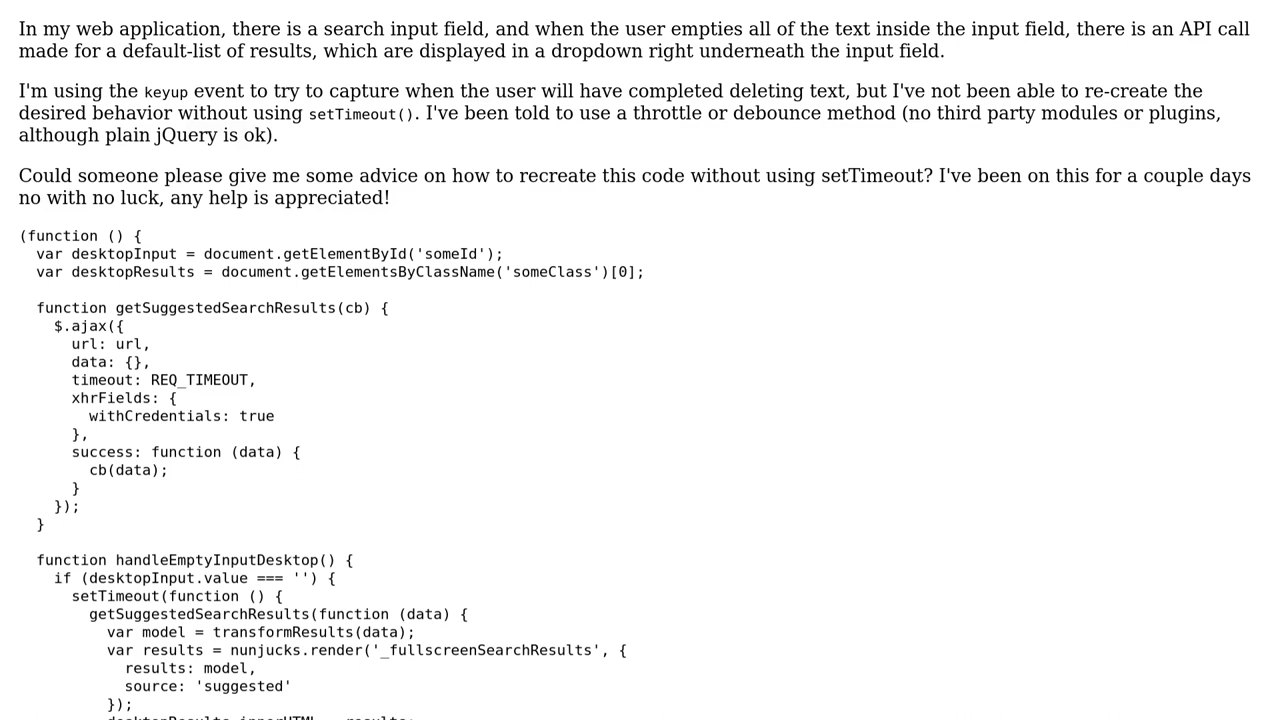 In my web application, there is a search input field, and when the user empties all of the text inside the input field, there is an API call
made for a default-list of results, which are displayed in a dropdown right underneath the input field.
I'm using the keyup event to try to capture when the user will have completed deleting text, but I've not been able to re-create the
desired behavior without using setTimeout(). I've been told to use a throttle or debounce method (no third party modules or plugins,
although plain jQuery is ok).
Could someone please give me some advice on how to recreate this code without using setTimeout? I've been on this for a couple days
no with no luck, any help is appreciated!
(function () {
  var desktopInput = document.getElementById('someId');
  var desktopResults = document.getElementsByClassName('someClass')[0];
  function getSuggestedSearchResults(cb) {
    $.ajax({
      url: url,
      data: {},
      timeout: REQ_TIMEOUT,
      xhrFields: {
        withCredentials: true
      },
      success: function (data) {
        cb(data);
      }
    });
  }
  function handleEmptyInputDesktop() {
    if (desktopInput.value === '') {
      setTimeout(function () {
        getSuggestedSearchResults(function (data) {
          var model = transformResults(data);
          var results = nunjucks.render('_fullscreenSearchResults', {
            results: model,
            source: 'suggested'
          });
          desktopResults.innerHTML = results;